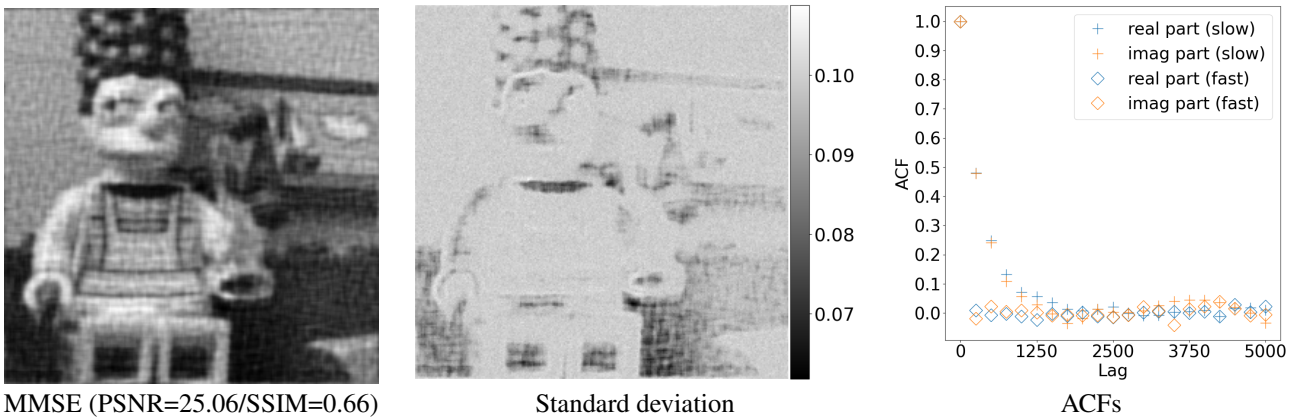 0.10
0.09
0.08
0.07
1.0
0.9
0.8
0.7
0.6
0.5
0.4
0.3
0.2
0.1
0.0
ACF
real part (slow)
imag part (slow)
real part (fast)
imag part (fast)
0 1250 2500 3750 5000
Lag
MMSE (PSNR=25.06/SSIM=0.66) Standard deviation ACFs